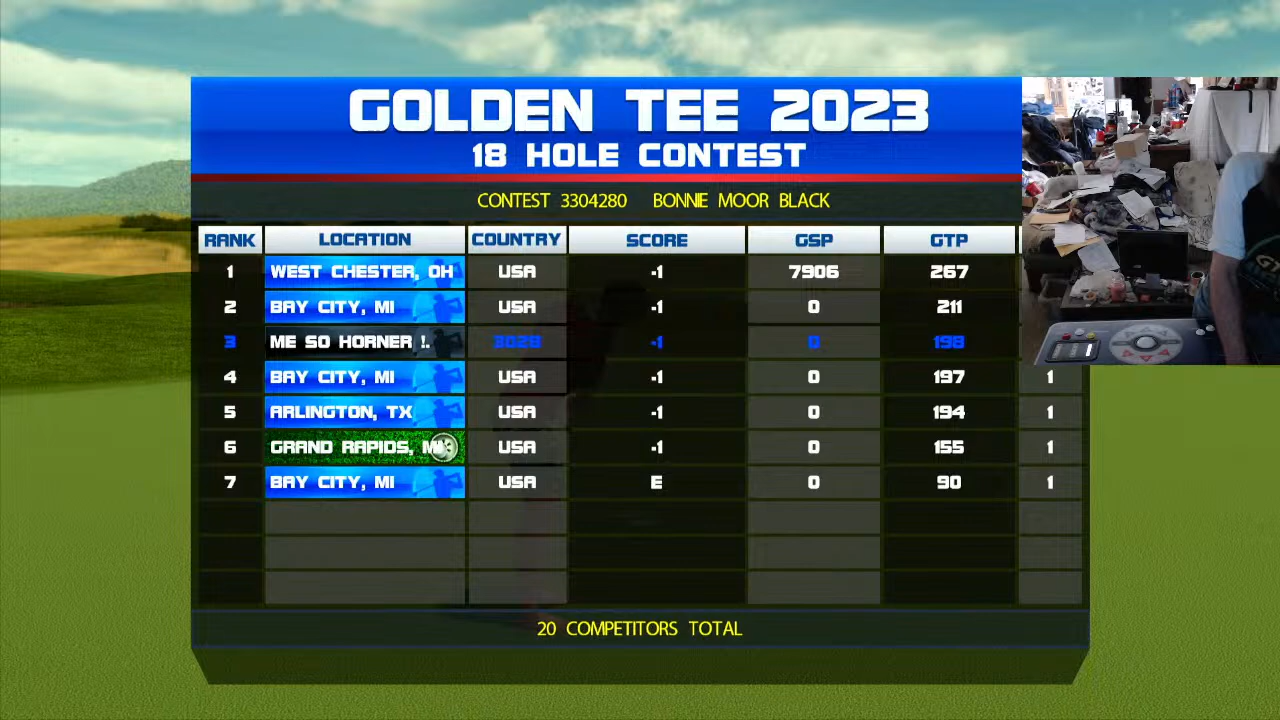 GOLDEN TEE 2023
18 HOLE CONTEST
CONTEST 3304280 BONNIE MOOR BLACK
RANK LOCATION COUNTRY SCORE GSP GTP
1 WEST CHESTER, OH USA -1 7906 267
2 BAY CITY, MI USA -1 0 211
3 ME SO HORNER !. 3028 -1 0 198
4 BAY CITY, MI USA -1 0 197 1
5 ARLINGTON, TX USA -1 0 194 1
6 GRAND RAPIDS, MI USA -1 0 155 1
7 BAY CITY, MI USA E 0 90 1
20 COMPETITORS TOTAL